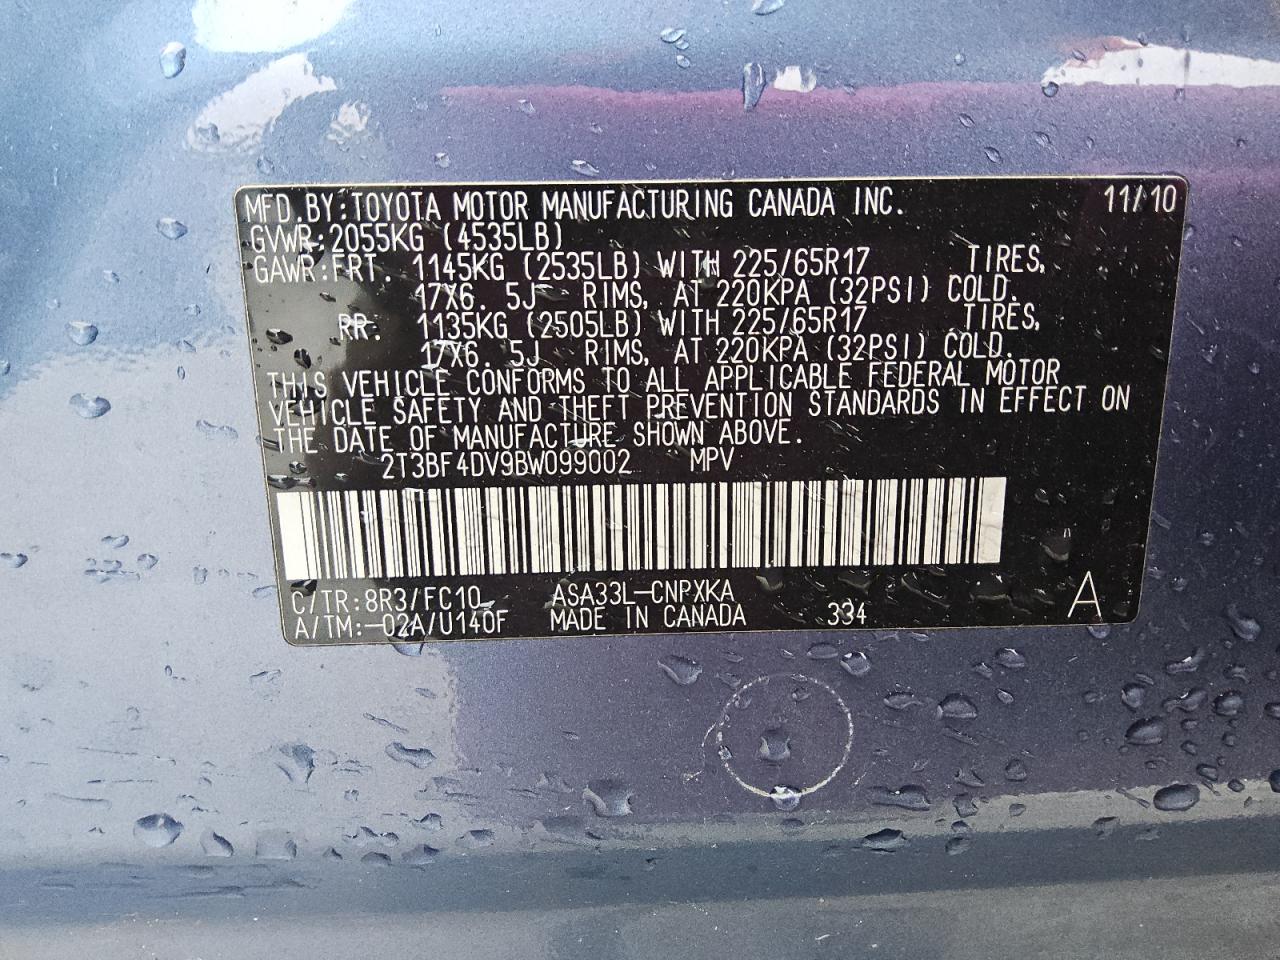 MFD.BY:TOYOTA MOTOR MANUFACTURING CANADA INC. 11/10
GVWR:2055KG (4535LB)
GAWR:FRT. 1145KG (2535LB) WITH 225/65R17 TIRES,
17X6.5J RIMS, AT 220KPA (32PSI) COLD.
RR: 1135KG (2505LB) WITH 225/65R17 TIRES,
17X6.5J RIMS, AT 220KPA (32PSI) COLD.
THIS VEHICLE CONFORMS TO ALL APPLICABLE FEDERAL MOTOR
VEHICLE SAFETY AND THEFT PREVENTION STANDARDS IN EFFECT ON
THE DATE OF MANUFACTURE SHOWN ABOVE.
2T3BF4DV9BW099002 MPV
C/TR:8R3/FC10 ASA33L-CNPXKA
A/TM:-02A/U140F MADE IN CANADA 334 A